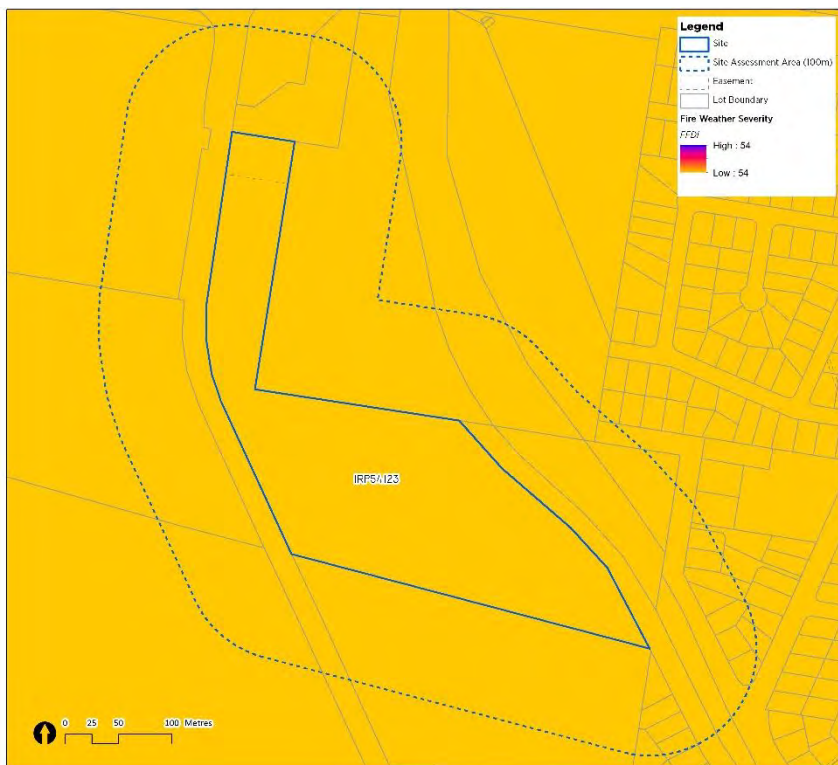 Legend
Site
Site Assessment Area (100m)
Easement
Lot Boundary
Fire Weather Severity
FFDI
High : 54
Low : 54
1RP54123
0 25 50 100 Metres